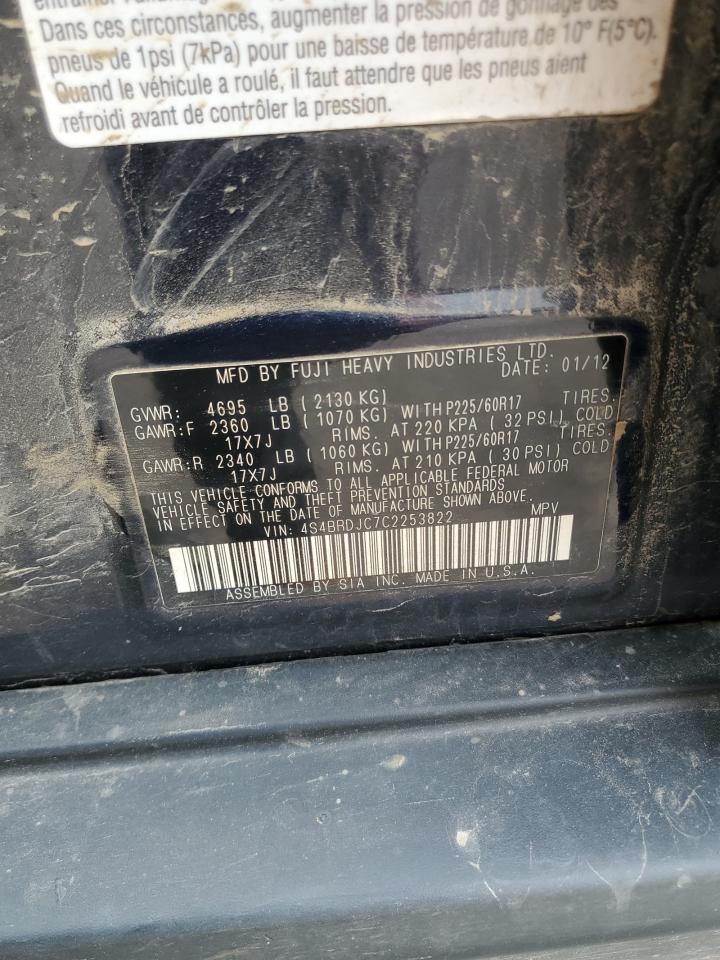 entraîner
Dans ces circonstances, augmenter la pression de gonflage des
pneus de 1psi (7kPa) pour une baisse de température de 10° F(5°C).
Quand le véhicule a roulé, il faut attendre que les pneus aient
refroidi avant de contrôler la pression.
MFD BY FUJI HEAVY INDUSTRIES LTD.
DATE: 01/12
GVWR: 4695 LB ( 2130 KG)
GAWR:F 2360 LB ( 1070 KG) WITH P225/60R17 TIRES.
17X7J RIMS. AT 220 KPA ( 32 PSI) COLD
GAWR:R 2340 LB ( 1060 KG) WITH P225/60R17 TIRES.
17X7J RIMS. AT 210 KPA ( 30 PSI) COLD
THIS VEHICLE CONFORMS TO ALL APPLICABLE FEDERAL MOTOR
VEHICLE SAFETY AND THEFT PREVENTION STANDARDS
IN EFFECT ON THE DATE OF MANUFACTURE SHOWN ABOVE.
VIN: 4S4BRDJC7C2253822 MPV
ASSEMBLED BY SIA INC. MADE IN U.S.A.